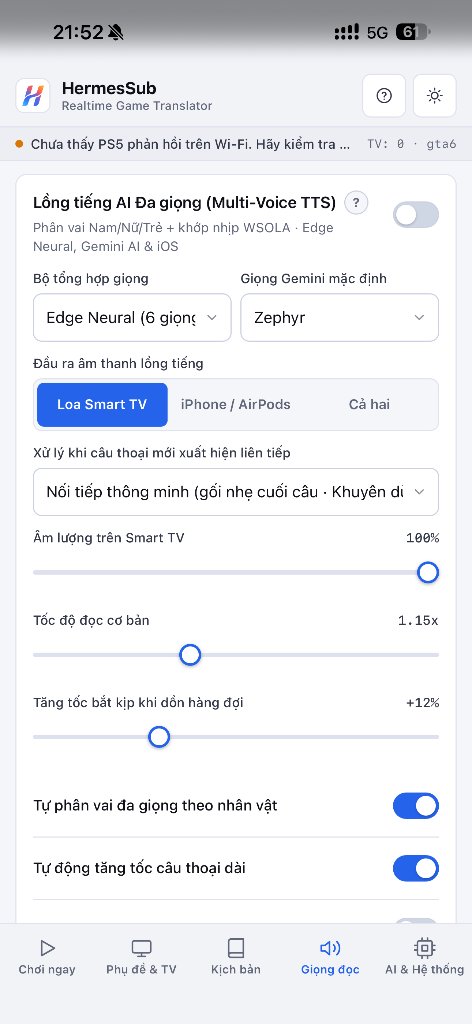 21:52
5G 61
HermesSub
Realtime Game Translator
Chưa thấy PS5 phản hồi trên Wi-Fi. Hãy kiểm tra ... TV: 0 · gta6
Lồng tiếng AI Đa giọng (Multi-Voice TTS) ?
Phân vai Nam/Nữ/Trẻ + khớp nhịp WSOLA · Edge
Neural, Gemini AI & iOS
Bộ tổng hợp giọng
Giọng Gemini mặc định
Edge Neural (6 giọng
Zephyr
Đầu ra âm thanh lồng tiếng
Loa Smart TV
iPhone / AirPods
Cả hai
Xử lý khi câu thoại mới xuất hiện liên tiếp
Nối tiếp thông minh (gối nhẹ cuối câu · Khuyên dù
Âm lượng trên Smart TV 100%
Tốc độ đọc cơ bản 1.15x
Tăng tốc bắt kịp khi dồn hàng đợi +12%
Tự phân vai đa giọng theo nhân vật
Tự động tăng tốc câu thoại dài
Chơi ngay
Phụ đề & TV
Kịch bản
Giọng đọc
AI & Hệ thống